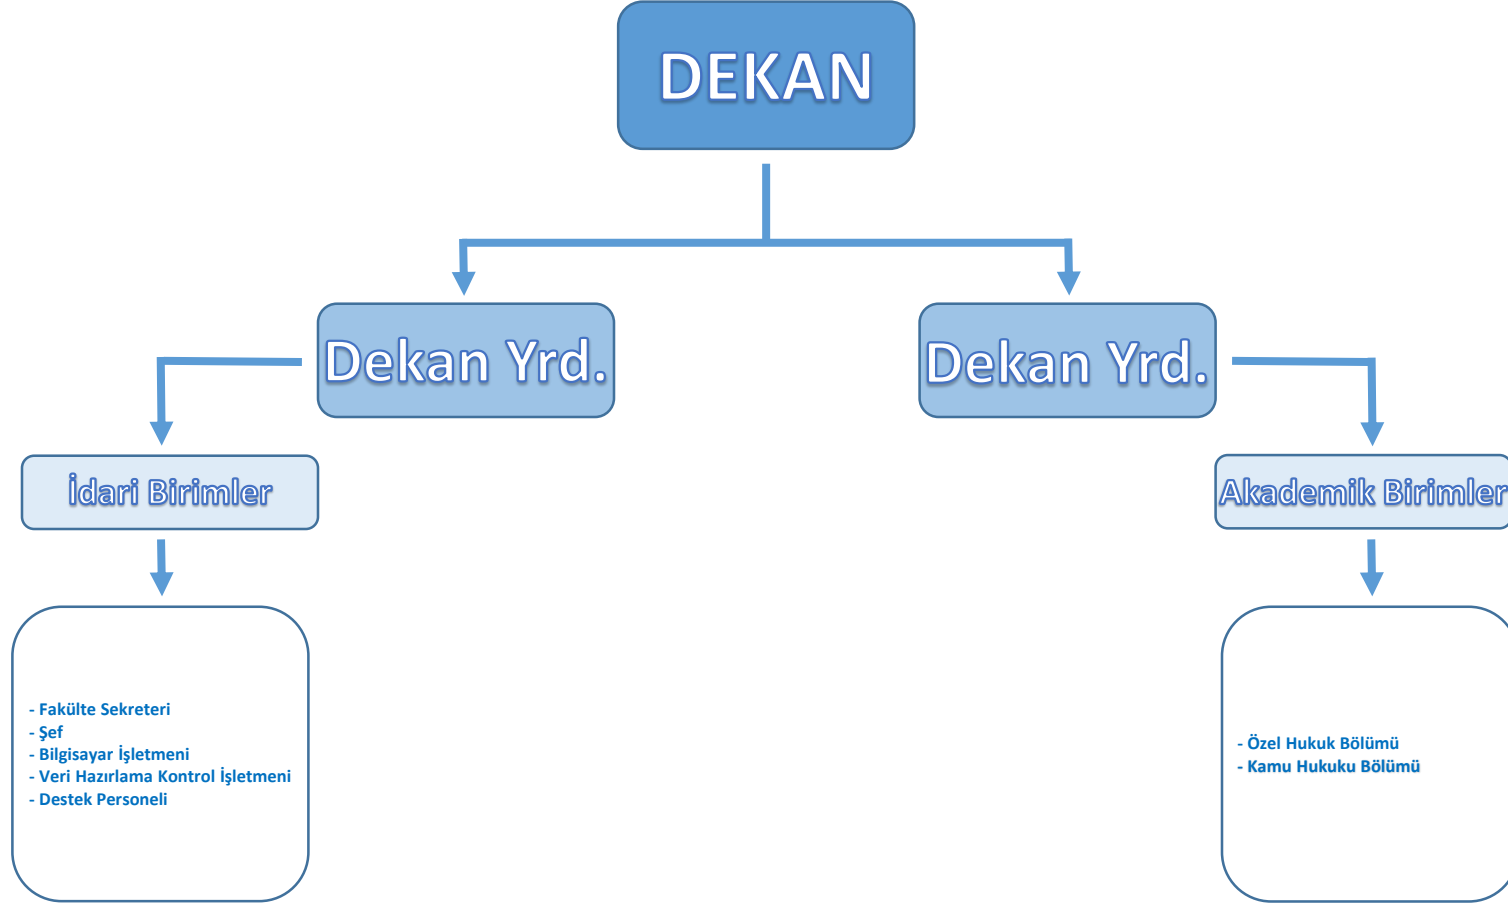 DEKAN
Dekan Yrd.
Dekan Yrd.
İdari Birimler
Akademik Birimler
- Fakülte Sekreteri
- Şef
- Bilgisayar İşletmeni
- Veri Hazırlama Kontrol İşletmeni
- Destek Personeli
- Özel Hukuk Bölümü
- Kamu Hukuku Bölümü